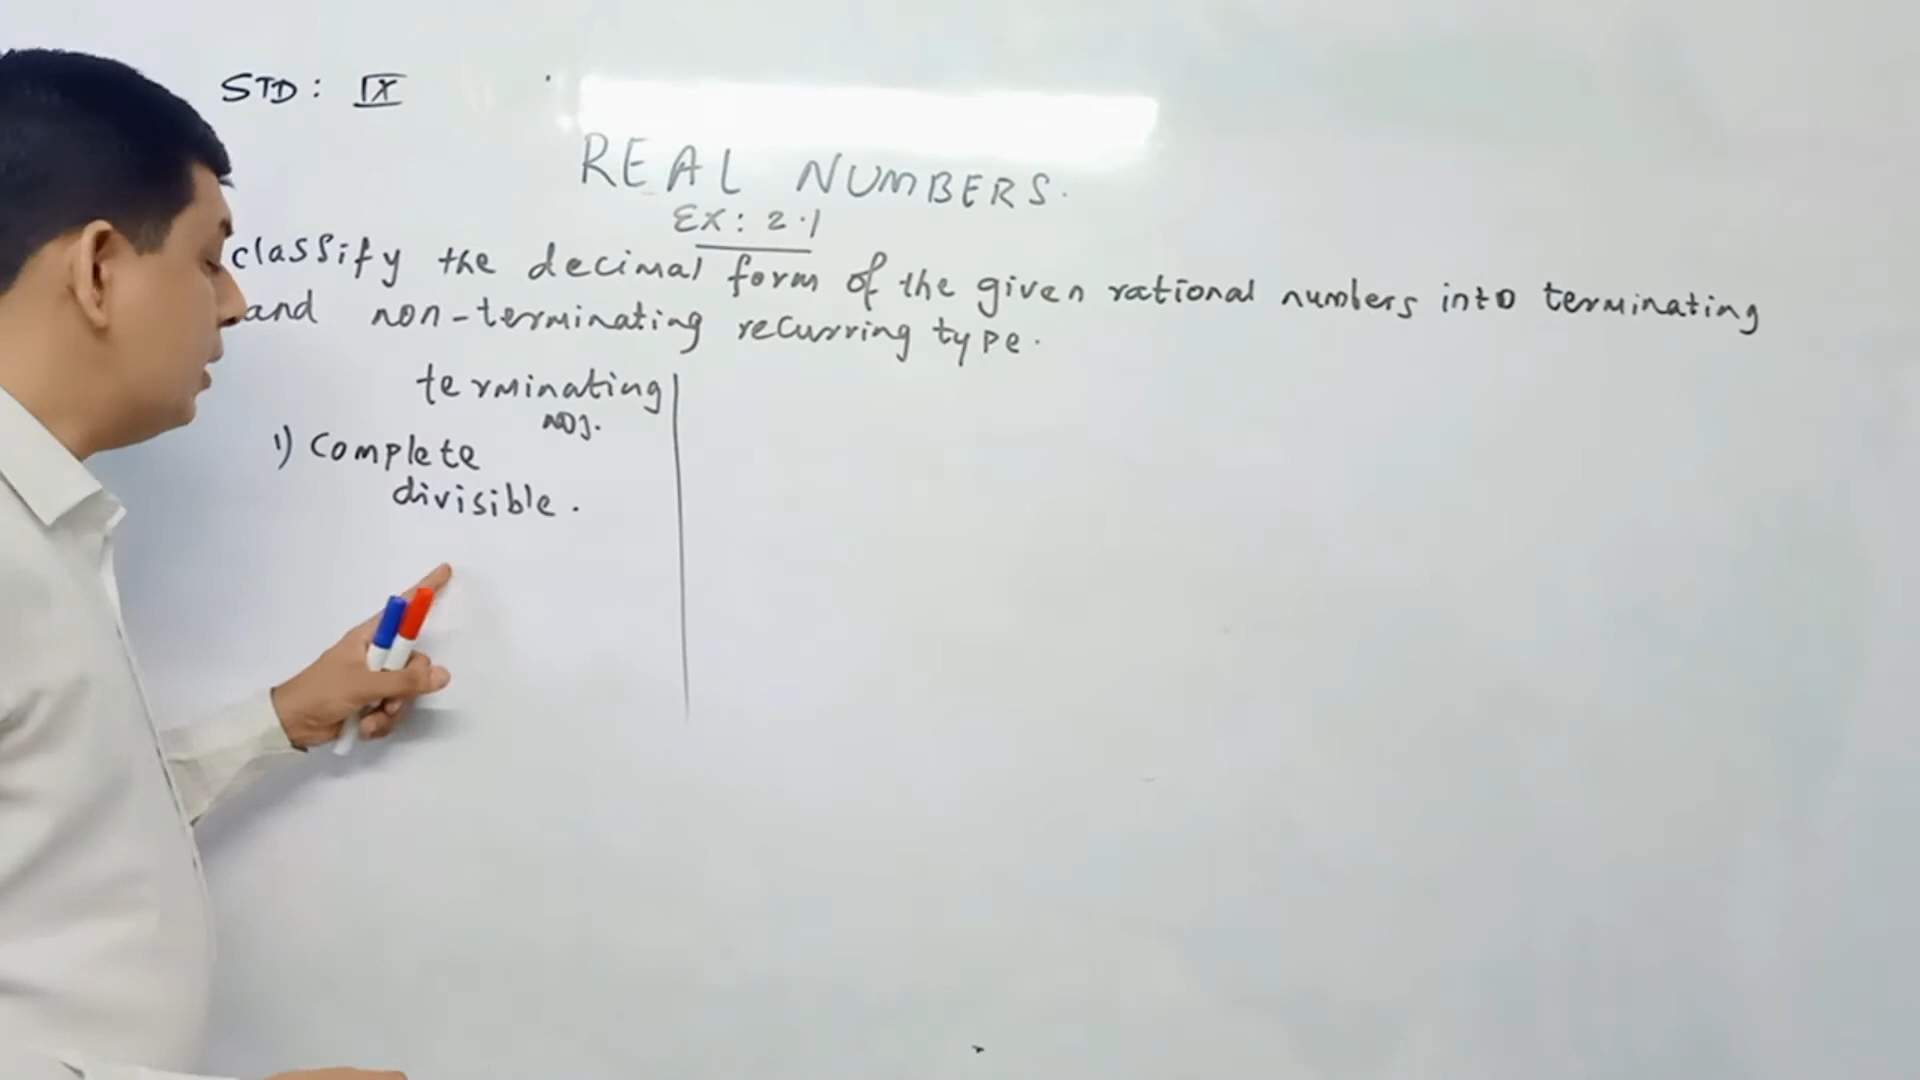 STD : IX
REAL NUMBERS.
Ex : 2.1
classify the decimal form of the given rational numbers into terminating
and non-terminating recurring type.
terminating
nos.
1) Complete
divisible.